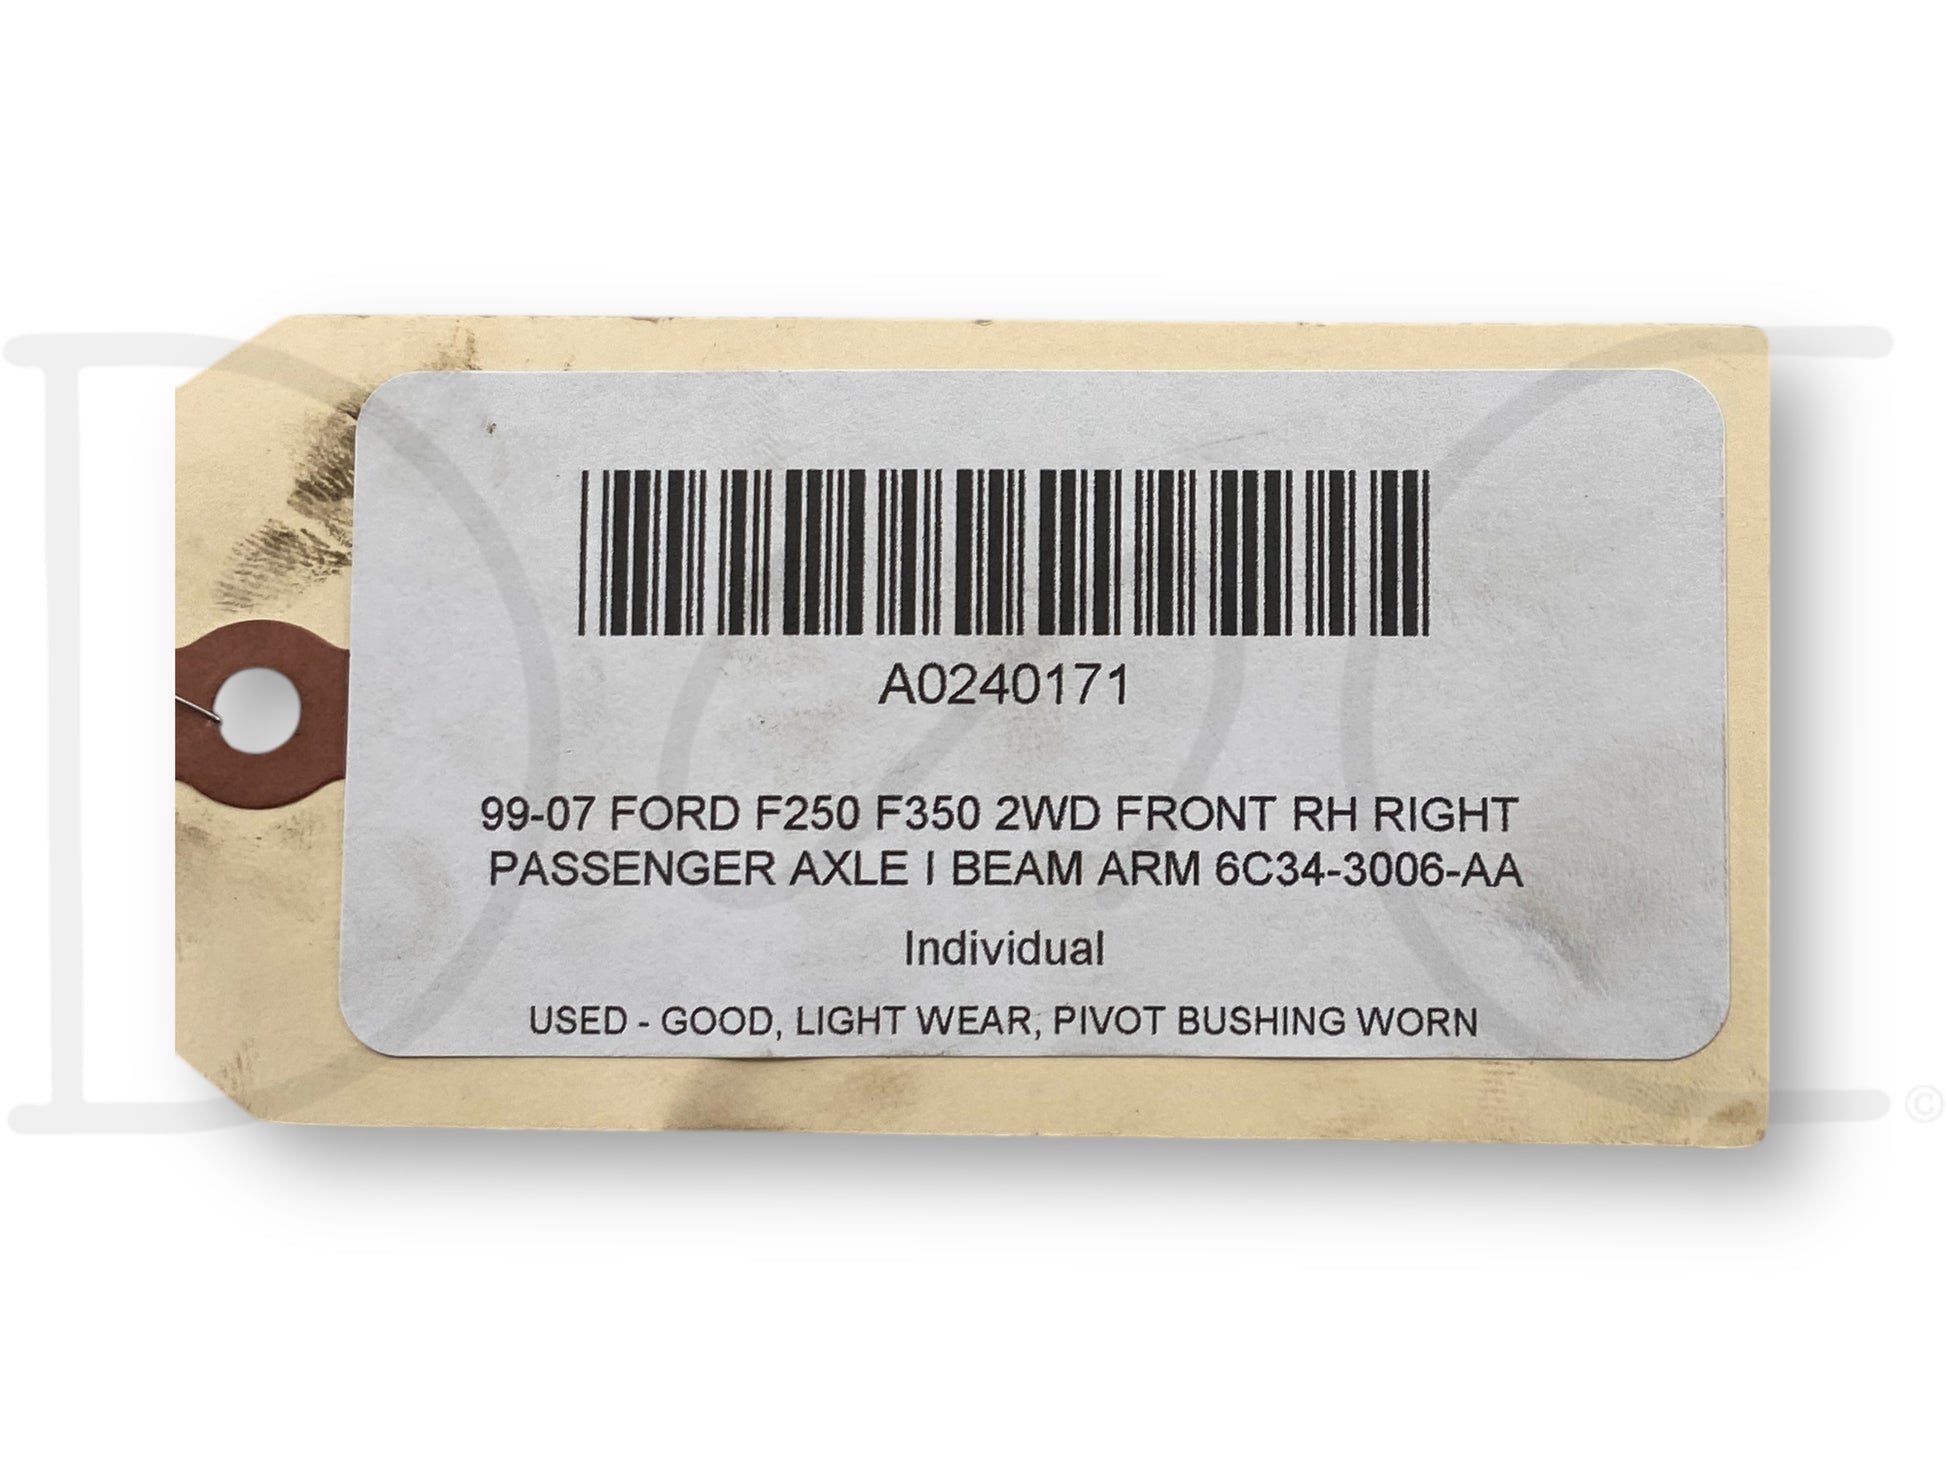 A0240171
99-07 FORD F250 F350 2WD FRONT RH RIGHT
PASSENGER AXLE I BEAM ARM 6C34-3006-AA
Individual
USED - GOOD, LIGHT WEAR, PIVOT BUSHING WORN
©